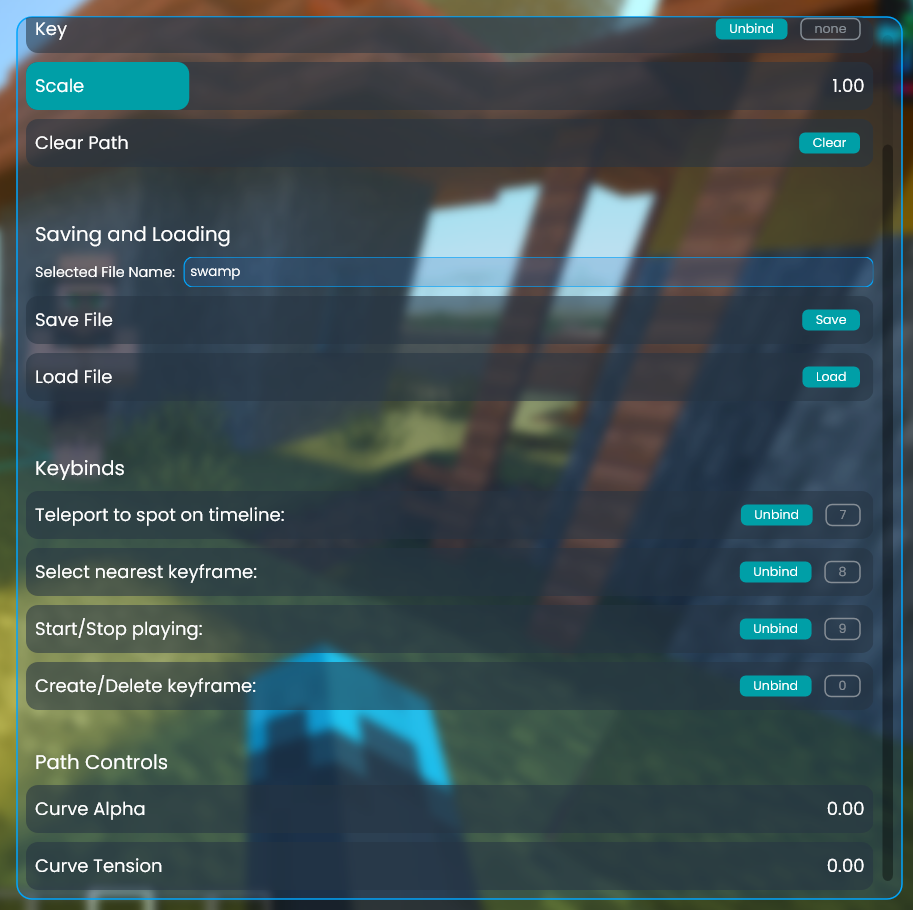 Key Unbind none
Scale 1.00
Clear Path Clear
Saving and Loading
Selected File Name: swamp
Save File Save
Load File Load
Keybinds
Teleport to spot on timeline: Unbind 7
Select nearest keyframe: Unbind 8
Start/Stop playing: Unbind 9
Create/Delete keyframe: Unbind 0
Path Controls
Curve Alpha 0.00
Curve Tension 0.00